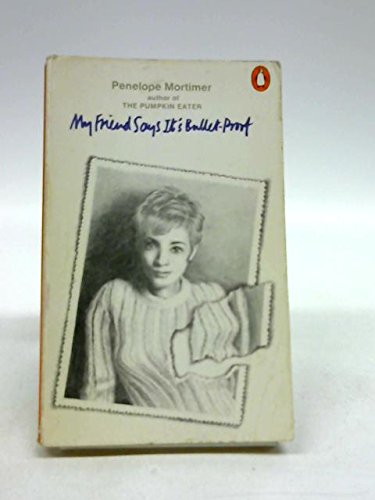 Penelope Mortimer
author of
THE PUMPKIN EATER
My Friend Says It's Bullet-Proof